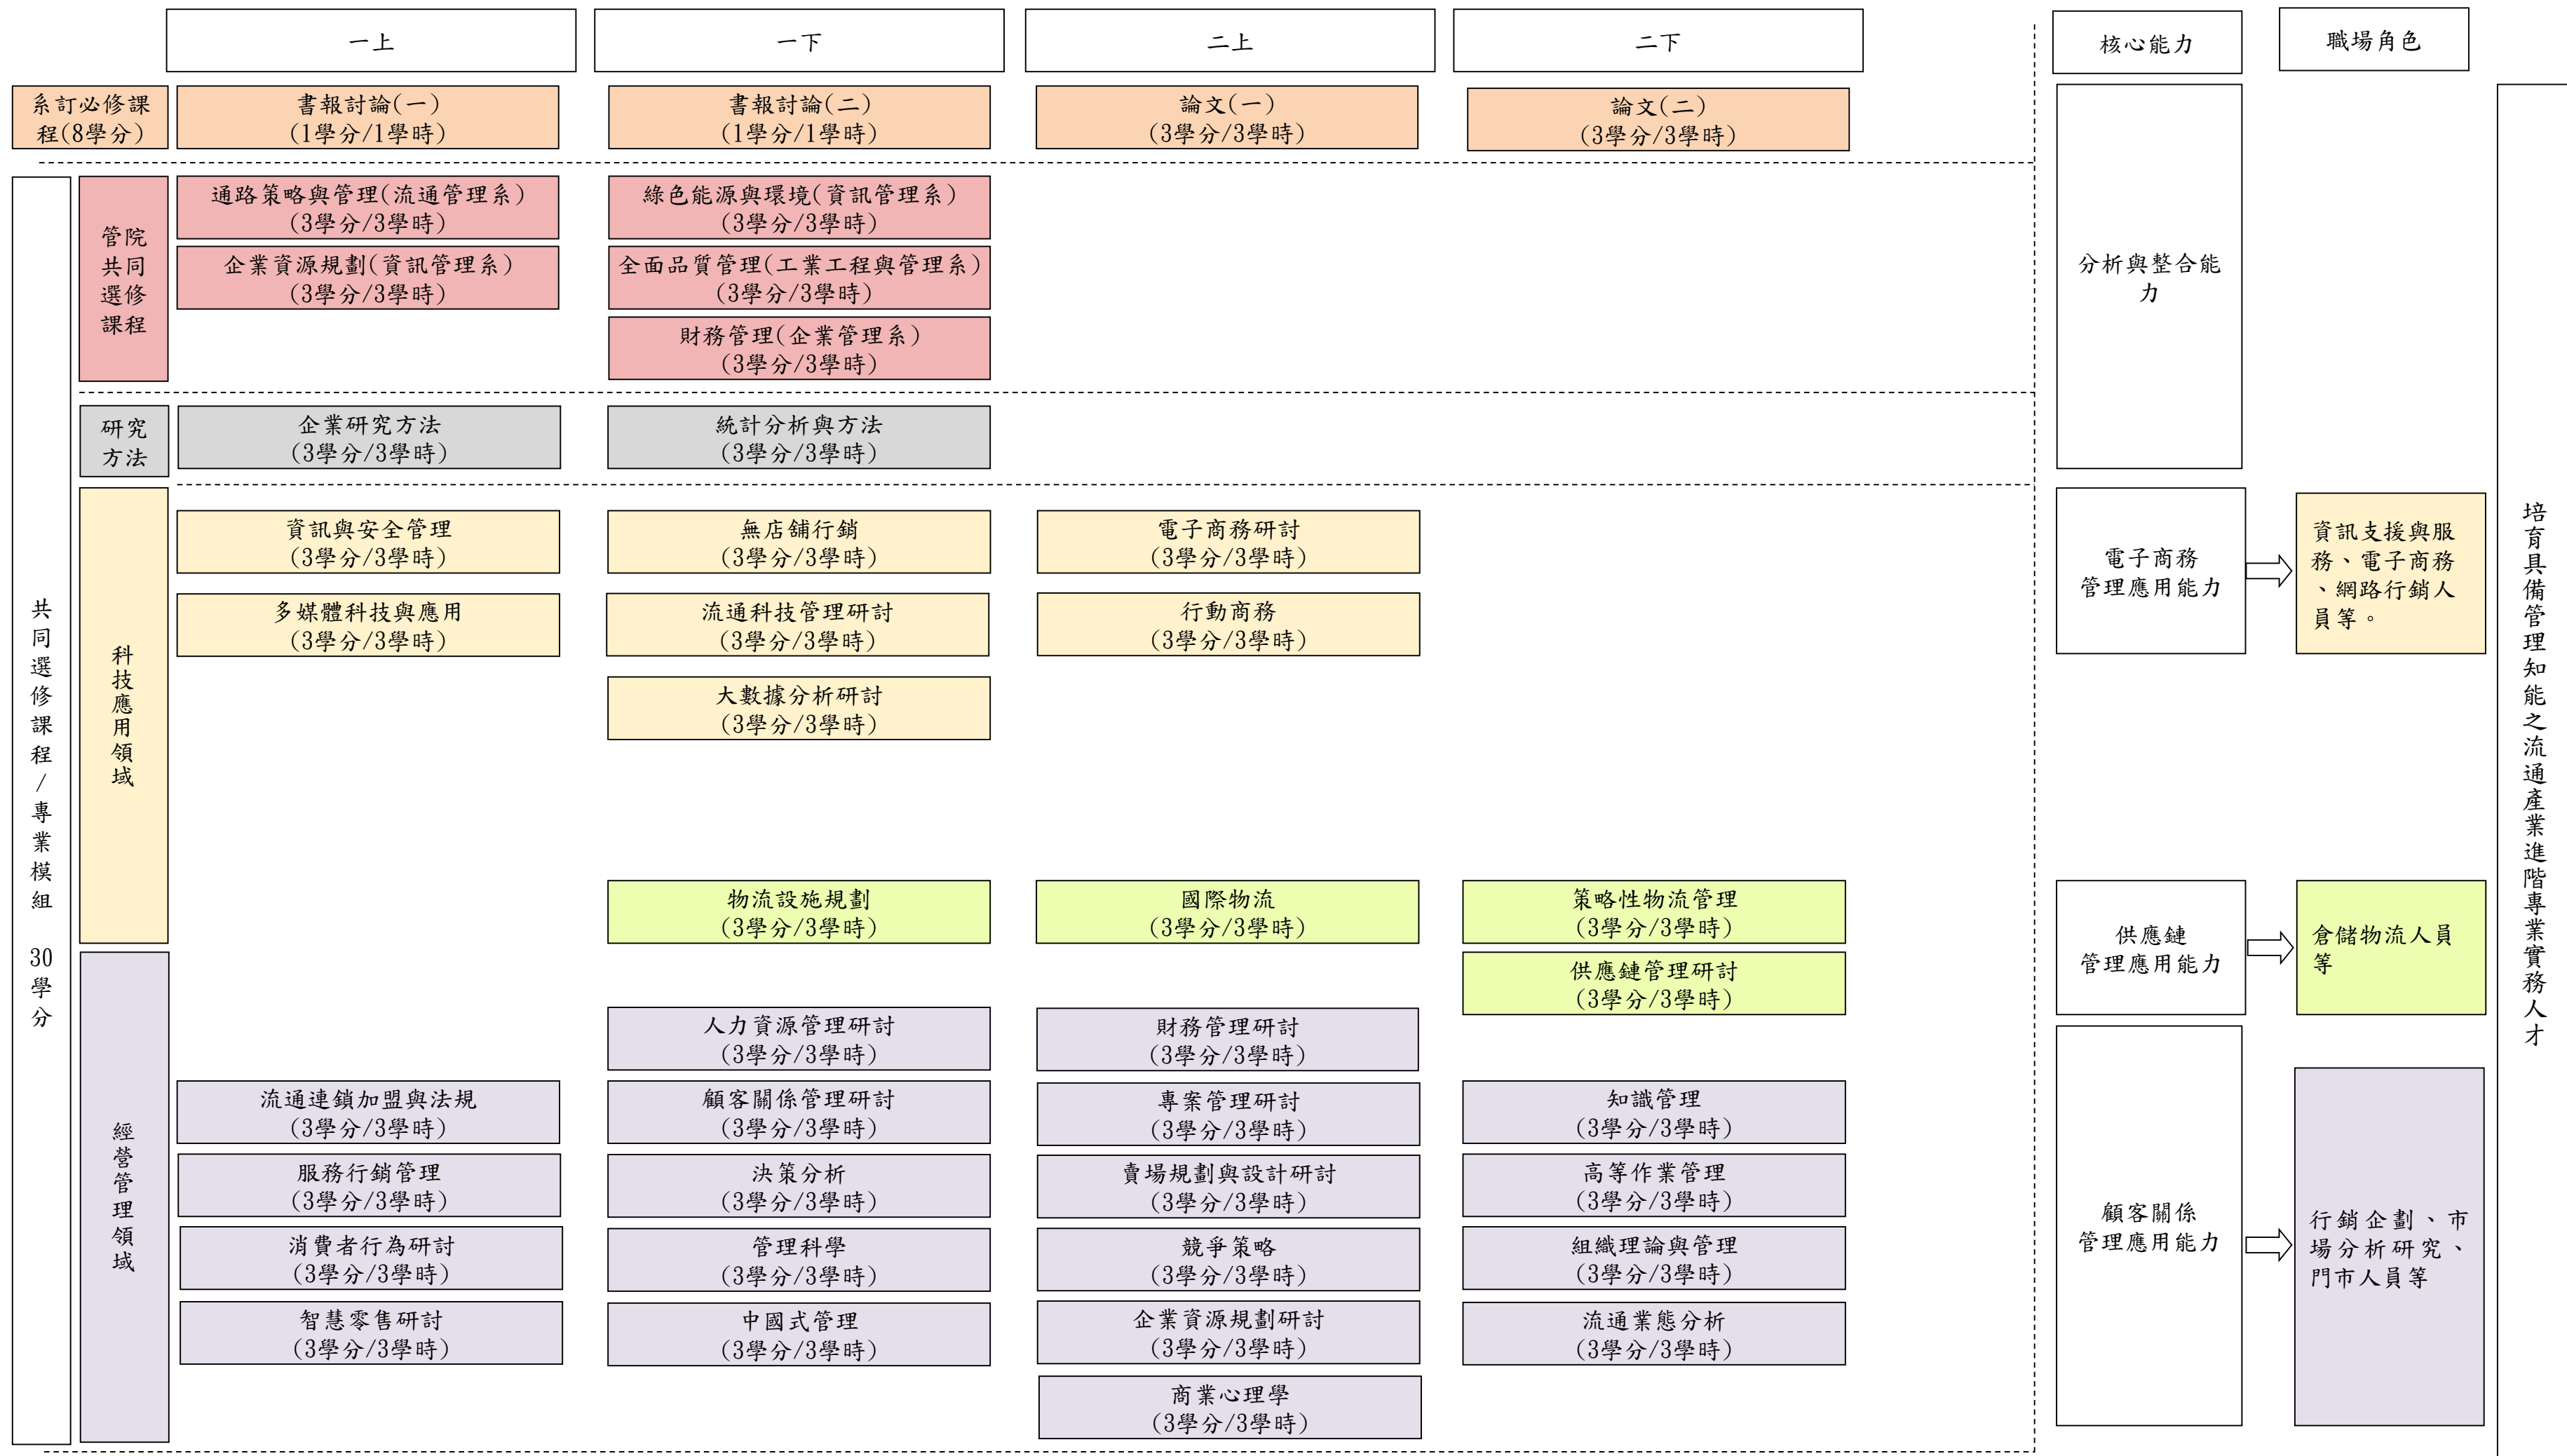 一上
一下
二上
二下
核心能力
職場角色
系訂必修課
程(8學分)
書報討論(一)
(1學分/1學時)
書報討論(二)
(1學分/1學時)
論文(一)
(3學分/3學時)
論文(二)
(3學分/3學時)
共同選修課程/專業模組 30學分
管院
共同
選修
課程
通路策略與管理(流通管理系)
(3學分/3學時)
綠色能源與環境(資訊管理系)
(3學分/3學時)
企業資源規劃(資訊管理系)
(3學分/3學時)
全面品質管理(工業工程與管理系)
(3學分/3學時)
財務管理(企業管理系)
(3學分/3學時)
分析與整合能
力
研究
方法
企業研究方法
(3學分/3學時)
統計分析與方法
(3學分/3學時)
科技應用領域
資訊與安全管理
(3學分/3學時)
無店舖行銷
(3學分/3學時)
電子商務研討
(3學分/3學時)
多媒體科技與應用
(3學分/3學時)
流通科技管理研討
(3學分/3學時)
行動商務
(3學分/3學時)
大數據分析研討
(3學分/3學時)
電子商務
管理應用能力
資訊支援與服
務、電子商務
、網路行銷人
員等。
物流設施規劃
(3學分/3學時)
國際物流
(3學分/3學時)
策略性物流管理
(3學分/3學時)
供應鏈管理研討
(3學分/3學時)
供應鏈
管理應用能力
倉儲物流人員
等
經營管理領域
人力資源管理研討
(3學分/3學時)
財務管理研討
(3學分/3學時)
流通連鎖加盟與法規
(3學分/3學時)
顧客關係管理研討
(3學分/3學時)
專案管理研討
(3學分/3學時)
知識管理
(3學分/3學時)
服務行銷管理
(3學分/3學時)
決策分析
(3學分/3學時)
賣場規劃與設計研討
(3學分/3學時)
高等作業管理
(3學分/3學時)
消費者行為研討
(3學分/3學時)
管理科學
(3學分/3學時)
競爭策略
(3學分/3學時)
組織理論與管理
(3學分/3學時)
智慧零售研討
(3學分/3學時)
中國式管理
(3學分/3學時)
企業資源規劃研討
(3學分/3學時)
流通業態分析
(3學分/3學時)
商業心理學
(3學分/3學時)
顧客關係
管理應用能力
行銷企劃、市
場分析研究、
門市人員等
培育具備管理知能之流通產業進階專業實務人才